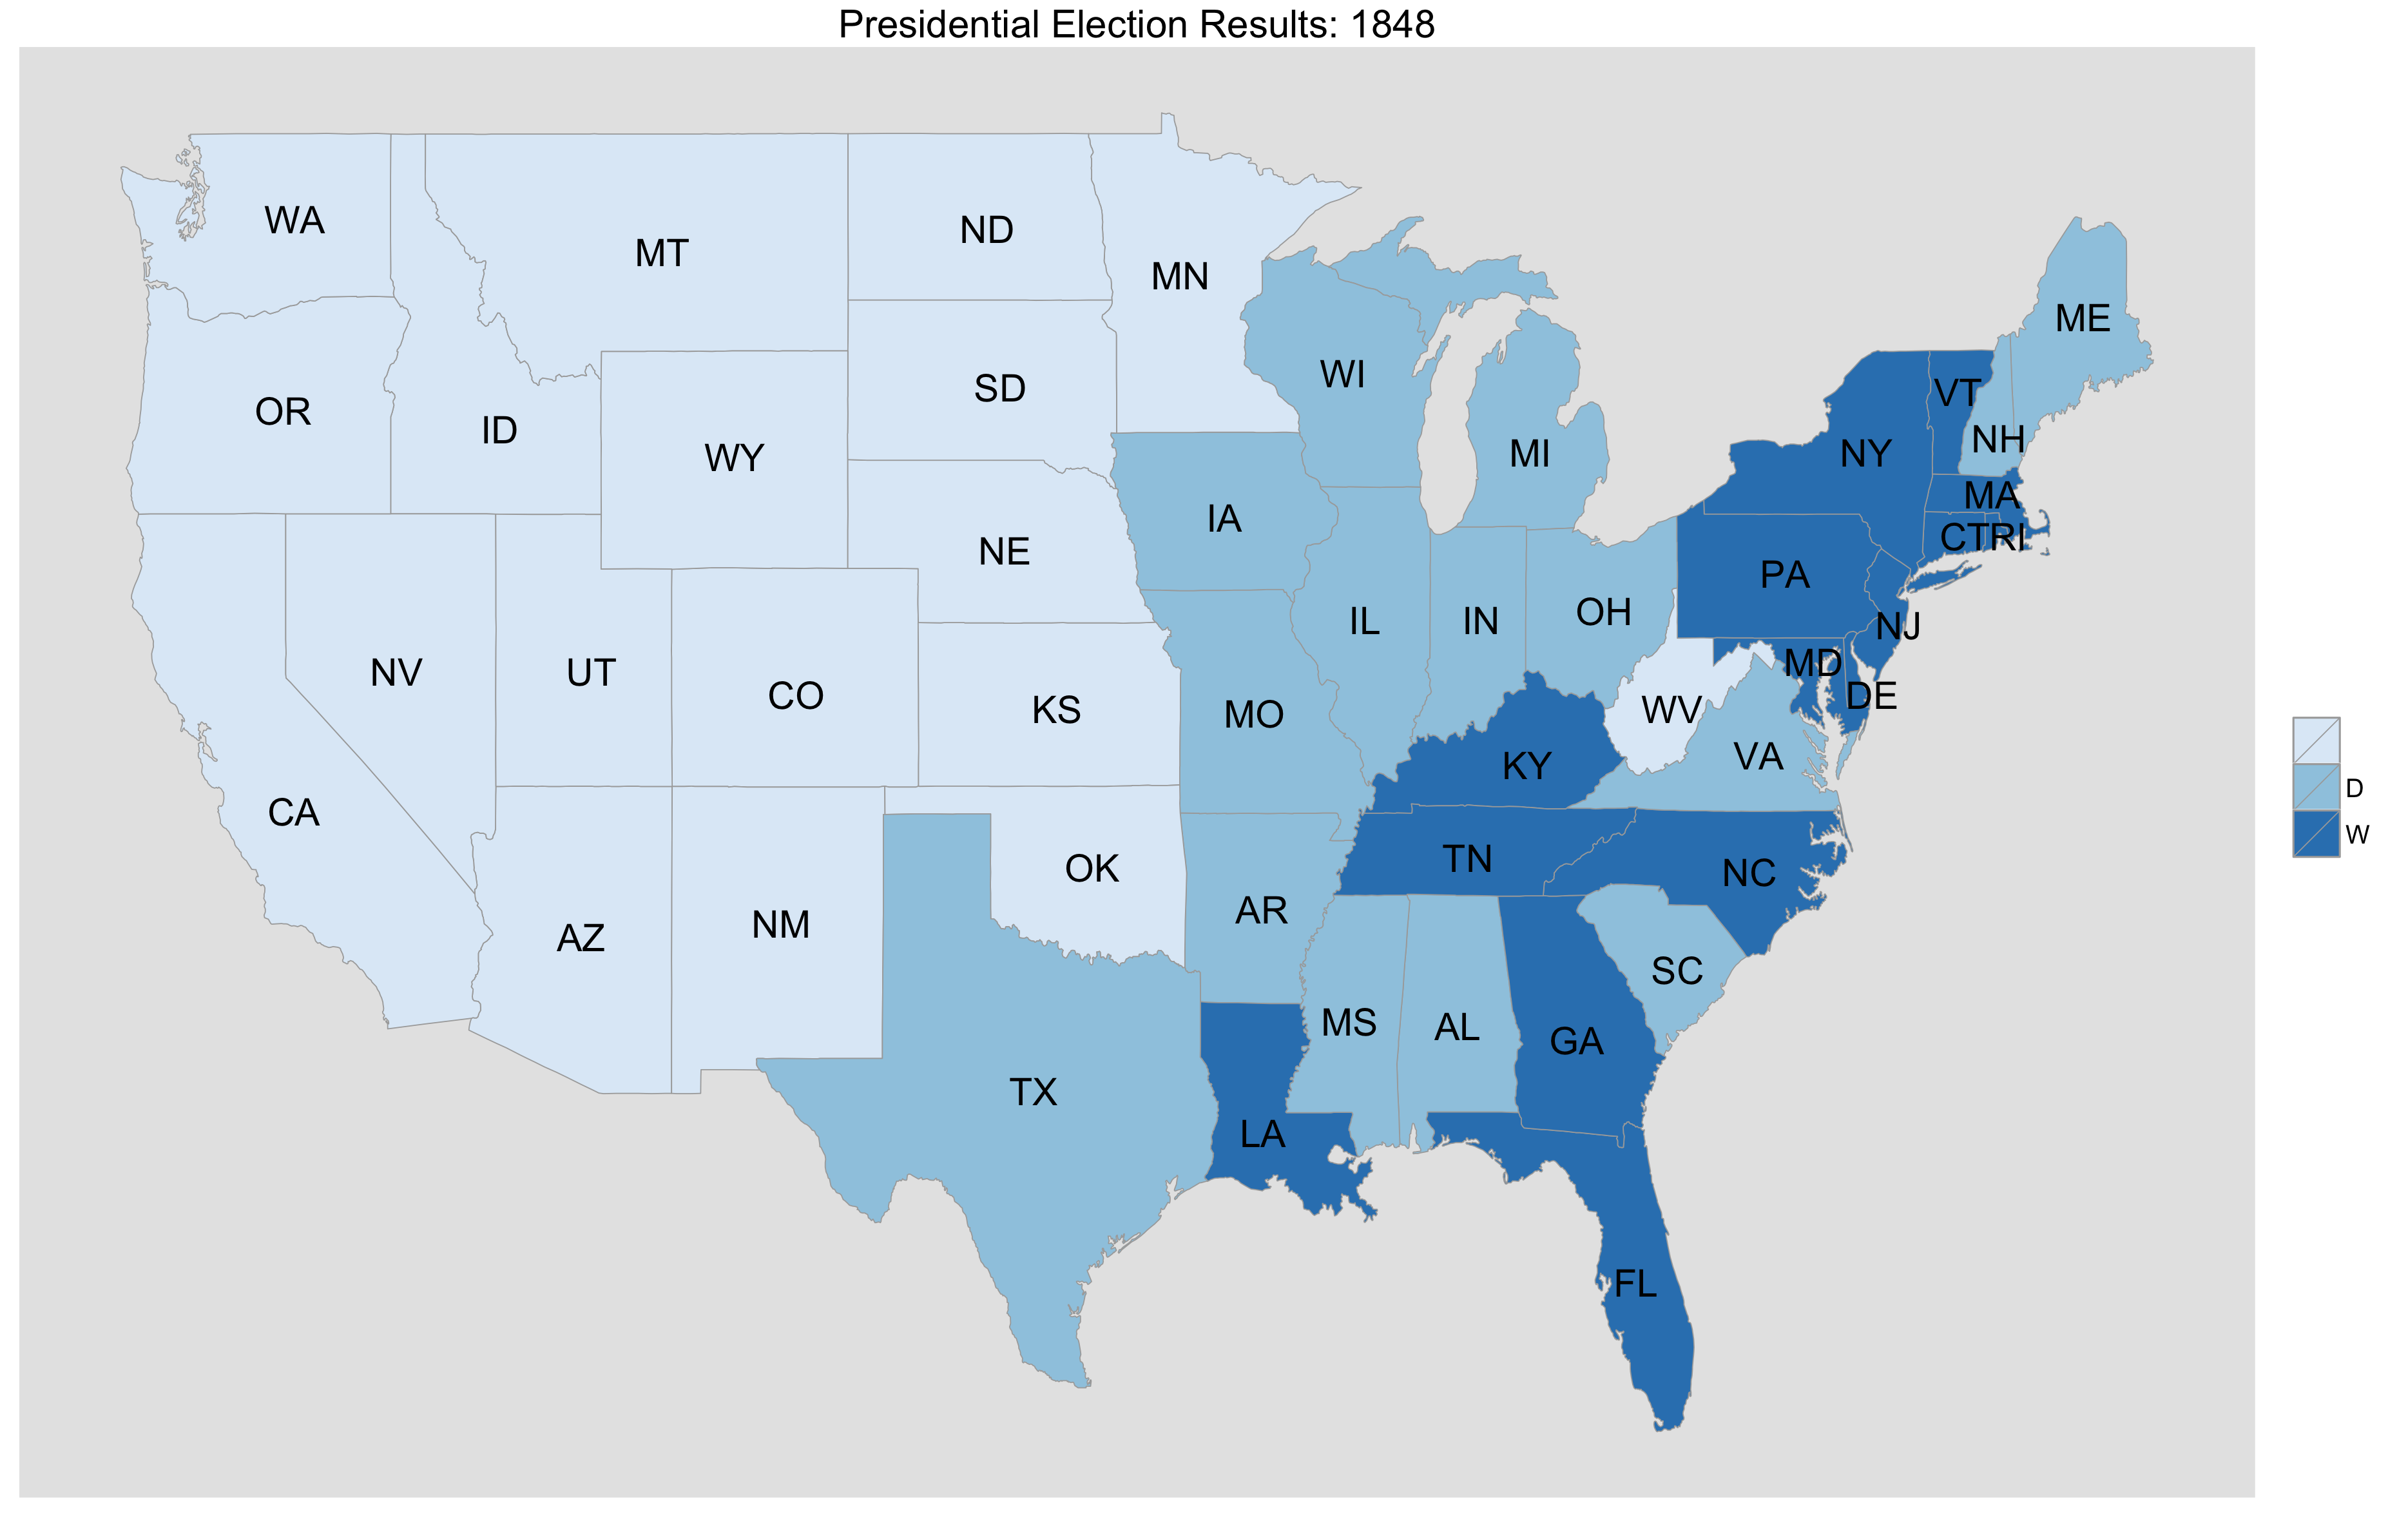 Presidential Election Results: 1848
WA
MT
ND
MN
ME
OR
ID
WY
SD
WI
MI
NY
VT
NH
MA
CTRI
IA
NE
PA
NJ
NV
UT
CO
KS
MO
IL
IN
OH
WV
MD
DE
VA
KY
CA
AZ
NM
OK
AR
TN
NC
SC
MS
AL
GA
TX
LA
FL
D
W